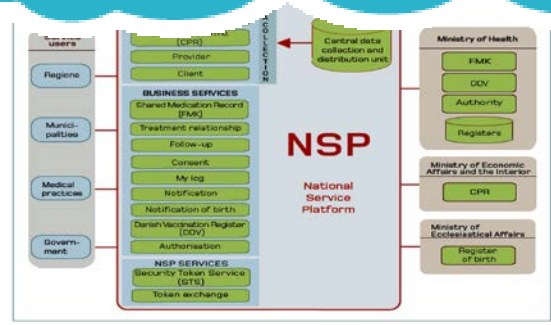 users
Regions
Munici-
palities
Medical
practices
Govern-
ment
(CPR)
Provider
Client
COLLECTION
BUSINESS SERVICES
Shared Medication Record
(FMK)
Treatment relationship
Follow-up
Consent
My log
Notification
Notification of birth
Danish Vaccination Register
(DDV)
Authorisation
NSP SERVICES
Security Token Service
(STS)
Token exchange
Central data
collection and
distribution unit
NSP
National
Service
Platform
Ministry of Health
FMK
DDV
Authority
Registers
Ministry of Economic
Affairs and the Interior
CPR
Ministry of
Ecclesiastical Affairs
Register
of birth